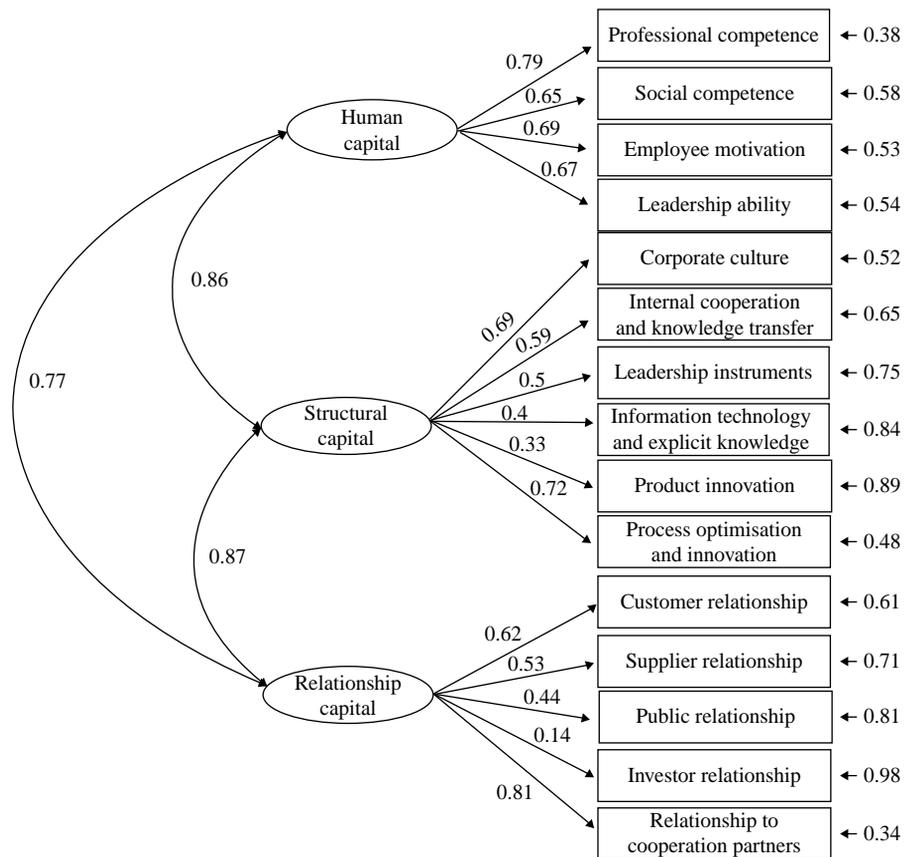 Professional competence
0.38
0.79
Social competence
0.58
0.65
Human
capital
0.69
Employee motivation
0.53
0.67
Leadership ability
0.54
Corporate culture
0.52
0.86
Internal cooperation
and knowledge transfer
0.65
0.69
0.59
Leadership instruments
0.75
0.77
0.5
Structural
capital
0.4
Information technology
and explicit knowledge
0.84
0.33
Product innovation
0.89
0.72
Process optimisation
and innovation
0.48
0.87
Customer relationship
0.61
0.62
Supplier relationship
0.71
0.53
Relationship
capital
0.44
Public relationship
0.81
0.14
Investor relationship
0.98
0.81
Relationship to
cooperation partners
0.34